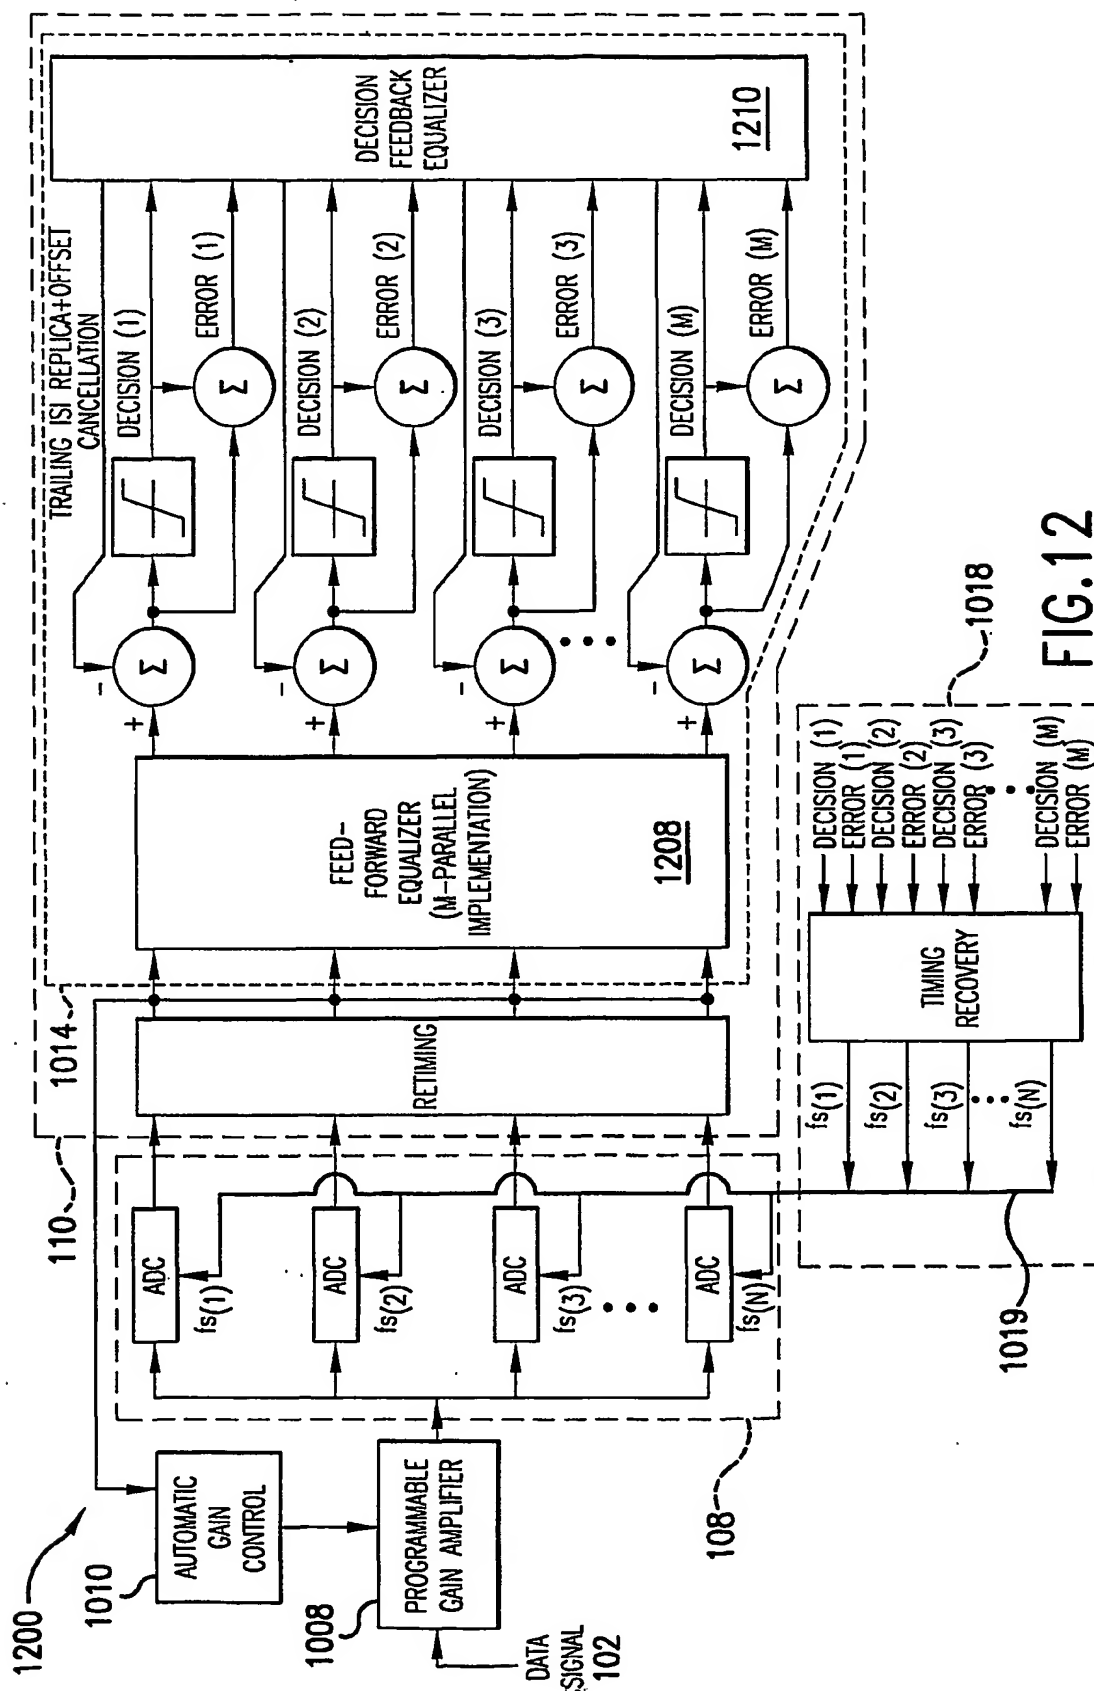 1200
DATA
SIGNAL
102
1008
PROGRAMMABLE
GAIN AMPLIFIER
1010
AUTOMATIC
GAIN
CONTROL
108
ADC
fs(1)
ADC
fs(2)
ADC
fs(3)
• • •
ADC
fs(N)
110
1014
RETIMING
FEED-
FORWARD
EQUALIZER
(M-PARALLEL
IMPLEMENTATION)
1208
TRAILING ISI REPLICA+OFFSET
CANCELLATION
+
-
Σ
DECISION (1)
Σ
ERROR (1)
+
-
Σ
DECISION (2)
Σ
ERROR (2)
+
-
Σ
DECISION (3)
Σ
ERROR (3)
• • •
+
-
Σ
DECISION (M)
Σ
ERROR (M)
DECISION
FEEDBACK
EQUALIZER
1210
1019
fs(1)
fs(2)
fs(3)
• • •
fs(N)
TIMING
RECOVERY
DECISION (1)
ERROR (1)
DECISION (2)
ERROR (2)
DECISION (3)
ERROR (3)
• • •
DECISION (M)
ERROR (M)
1018
FIG.12